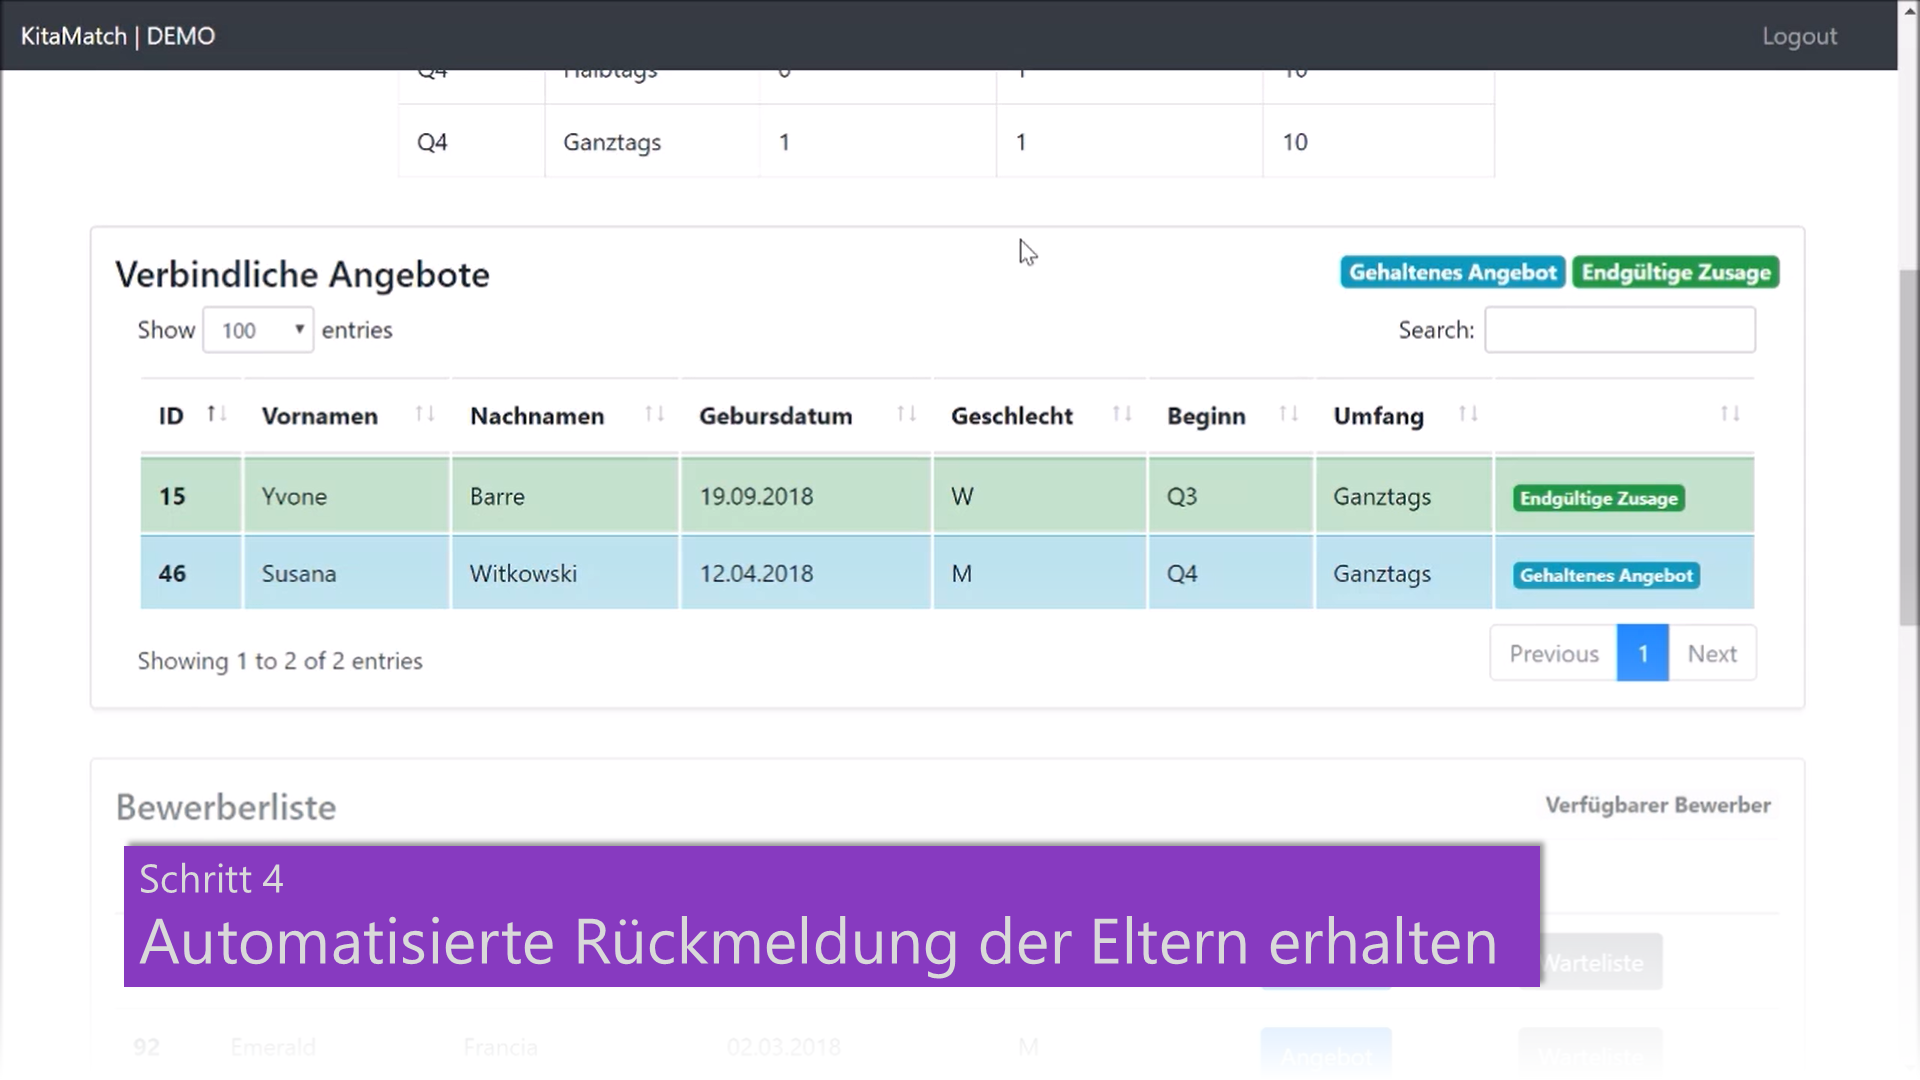 KitaMatch | DEMO Logout
Q4 Halbtags 0 1 10
Q4 Ganztags 1 1 10
Verbindliche Angebote Gehaltenes Angebot Endgültige Zusage
Show 100 entries Search:
ID Vornamen Nachnamen Gebursdatum Geschlecht Beginn Umfang
15 Yvone Barre 19.09.2018 W Q3 Ganztags Endgültige Zusage
46 Susana Witkowski 12.04.2018 M Q4 Ganztags Gehaltenes Angebot
Showing 1 to 2 of 2 entries Previous 1 Next
Bewerberliste Verfügbarer Bewerber
Schritt 4
Automatisierte Rückmeldung der Eltern erhalten
Warteliste
92 Emerald Francia 02.03.2018 M Angebot Warteliste